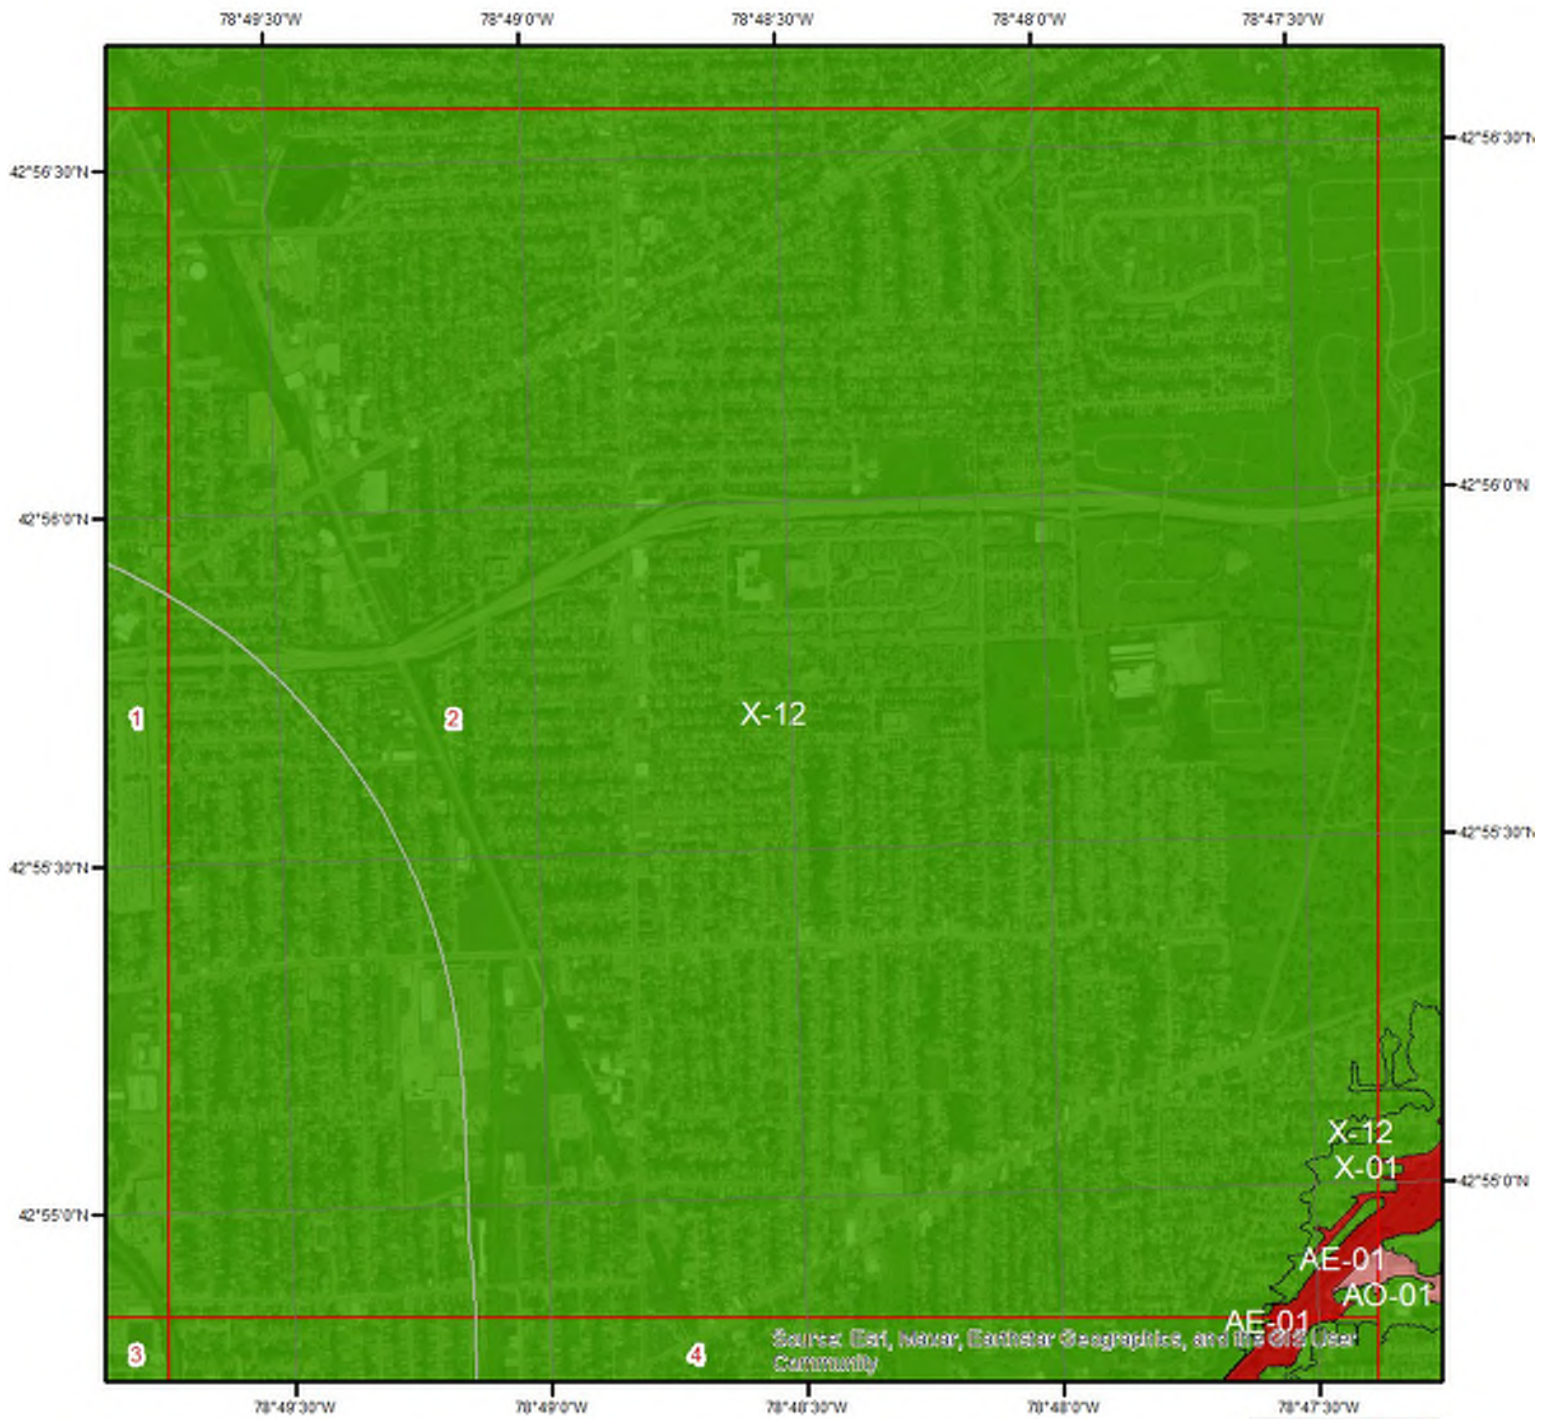 78°49'30"W 78°49'0"W 78°48'30"W 78°48'0"W 78°47'30"W
42°56'30"N
42°56'30"N
42°56'0"N
42°56'0"N
1
2
X-12
42°55'30"N
42°55'30"N
X-12
X-01
42°55'0"N
42°55'0"N
AE-01
AO-01
AE-01
Source: Esri, Maxar, Earthstar Geographics, and the GIS User
Community
3
4
78°49'30"W 78°49'0"W 78°48'30"W 78°48'0"W 78°47'30"W